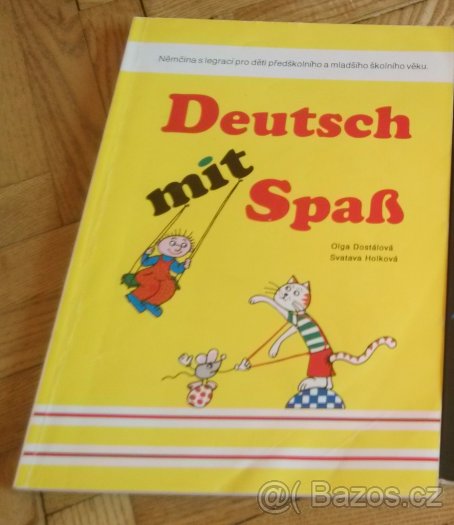 Němčina s legrací pro děti předškolního a mladšího školního věku.
Deutsch
mit
Spaß
Olga Dostálová
Svatava Holková
@ Bazos.cz